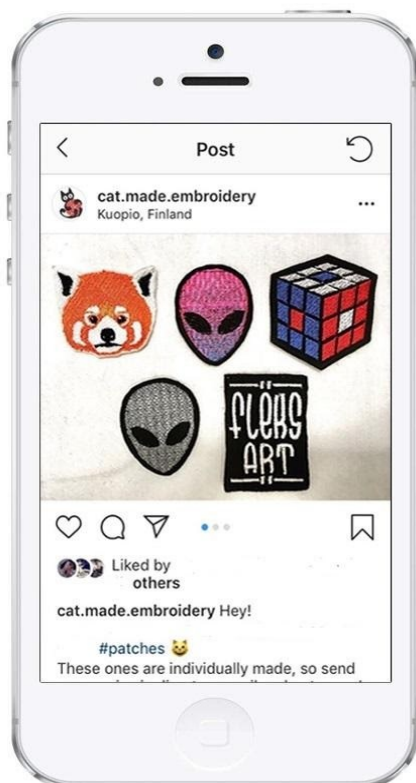 Post
cat.made.embroidery
Kuopio, Finland
fLEKS
ART
Liked by
others
cat.made.embroidery Hey!
#patches 😺
These ones are individually made, so send